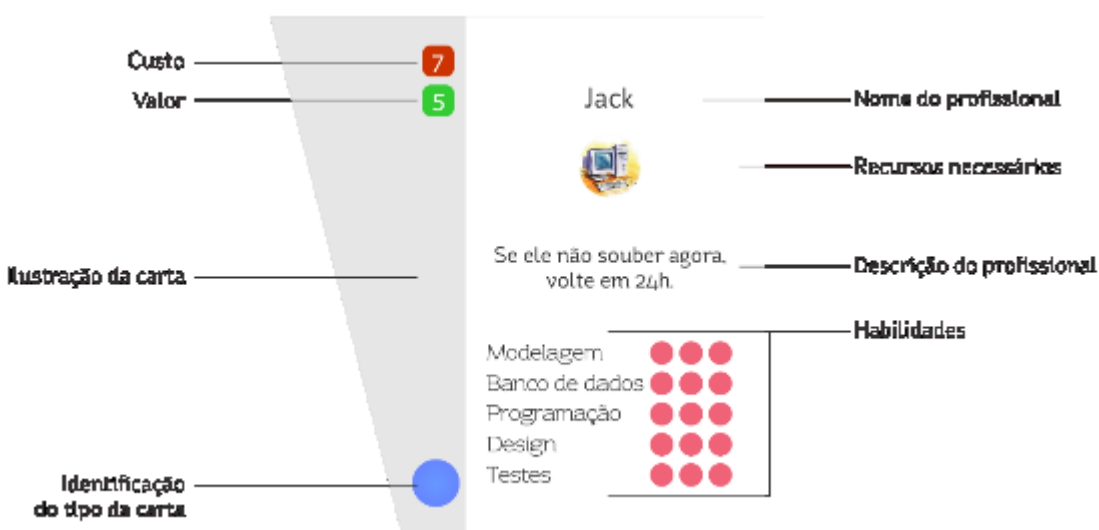 Custo
7
Valor
5
Jack
Nome do profissional
Recursos necessários
Ilustração da carta
Se ele não souber agora,
volte em 24h.
Descrição do profissional
Habilidades
Modelagem
Banco de dados
Programação
Design
Testes
Identificação
do tipo da carta